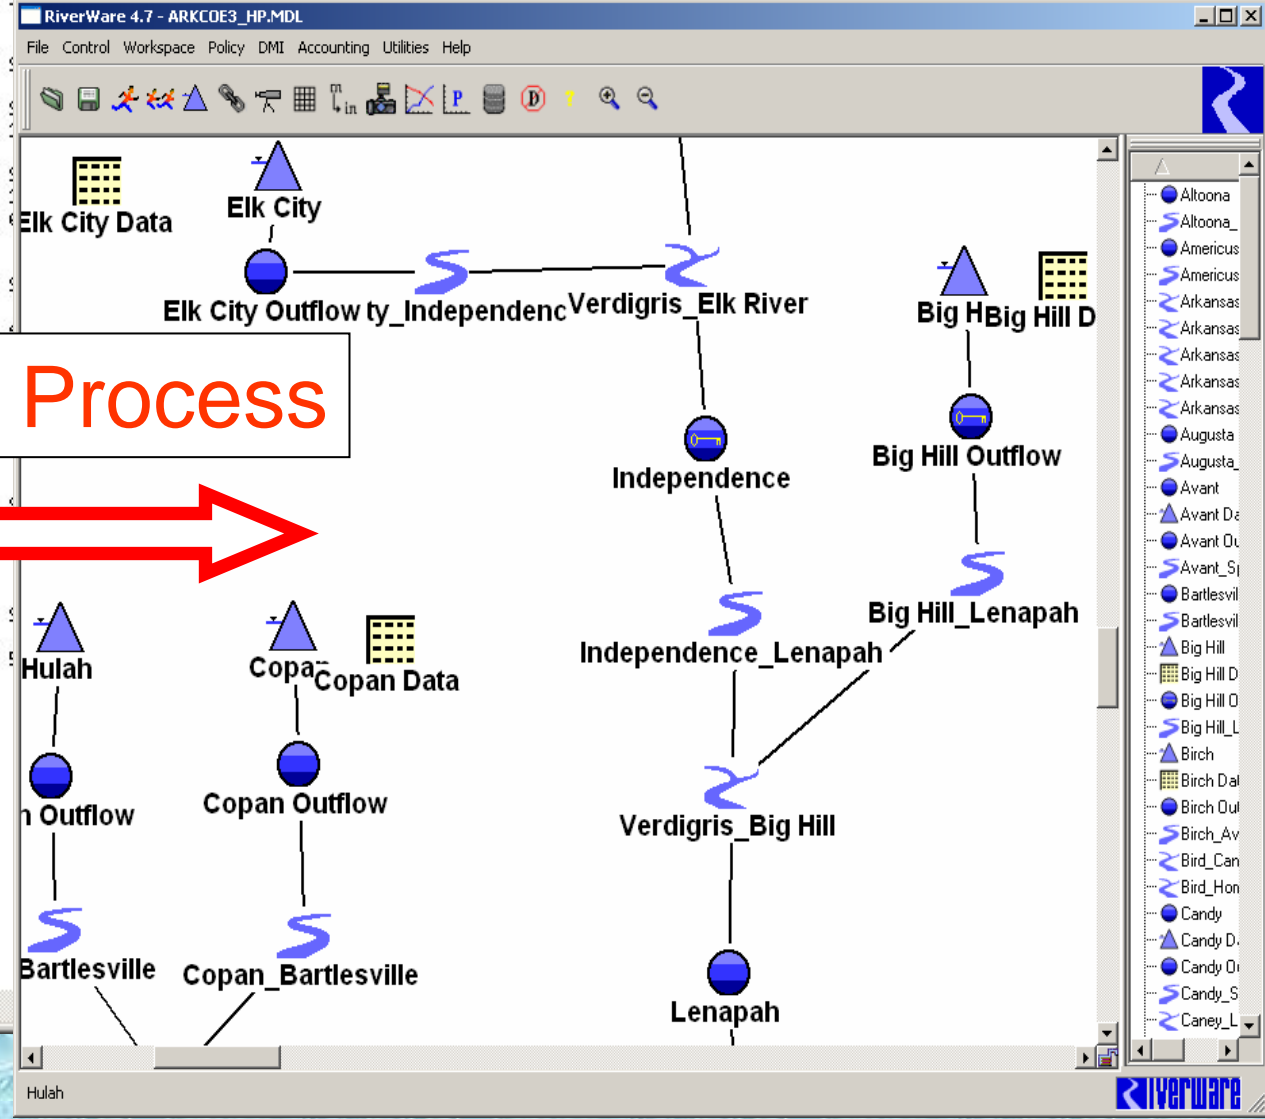 RiverWare 4.7 - ARKCOE3_HP.MDL
File Control Workspace Policy DMI Accounting Utilities Help
in
P
D
?
Elk City Data
Elk City
Elk City Outflow
ty_Independenc
Verdigris_Elk River
Big H
Big Hill D
Process
Independence
Big Hill Outflow
Big Hill_Lenapah
Independence_Lenapah
Hulah
Copa
Copan Data
n Outflow
Copan Outflow
Verdigris_Big Hill
Bartlesville
Copan_Bartlesville
Lenapah
Altoona
Altoona_
Americus
Americus
Arkansas
Arkansas
Arkansas
Arkansas
Arkansas
Augusta
Augusta_
Avant
Avant Da
Avant Ou
Avant_Sp
Bartlesvil
Bartlesvil
Big Hill
Big Hill D
Big Hill O
Big Hill_L
Birch
Birch Dat
Birch Out
Birch_Av
Bird_Can
Bird_Hom
Candy
Candy D
Candy O
Candy_S
Caney_L
Hulah
Riverware